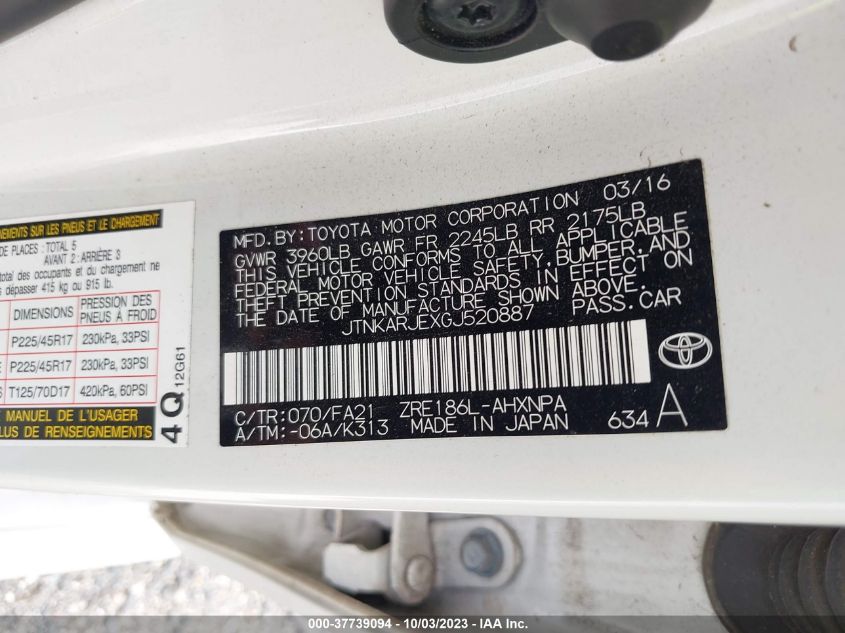 NEMENTS SUR LES PNEUS ET LE CHARGEMENT
DE PLACES : TOTAL 5
AVANT 2 : ARRIÈRE 3
total des occupants et du chargement ne
dépasser 415 kg ou 915 lb.
DIMENSIONS PRESSION DES PNEUS À FROID
P225/45R17 230kPa, 33PSI
P225/45R17 230kPa, 33PSI
T125/70D17 420kPa, 60PSI
MANUEL DE L'USAGER
LUS DE RENSEIGNEMENTS
4Q 12G61
MFD. BY: TOYOTA MOTOR CORPORATION 03/16
GVWR 3960LB GAWR FR 2245LB RR 2175LB
THIS VEHICLE CONFORMS TO ALL APPLICABLE
FEDERAL MOTOR VEHICLE SAFETY, BUMPER, AND
THEFT PREVENTION STANDARDS IN EFFECT ON
THE DATE OF MANUFACTURE SHOWN ABOVE.
JTNKARJEXGJ520887 PASS. CAR
C/TR: 070/FA21 ZRE186L-AHXNPA
A/TM: -06A/K313 MADE IN JAPAN 634 A
000-37739094 - 10/03/2023 - © IAA Inc.